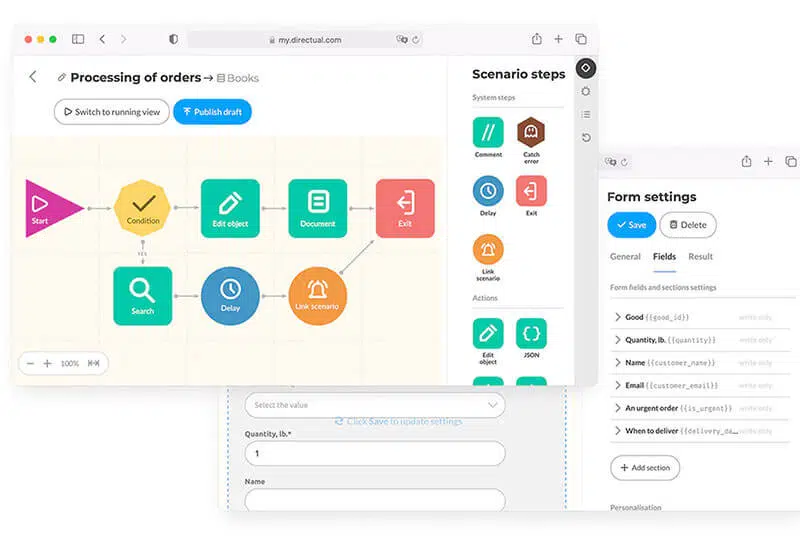 my.directual.com
Processing of orders → Books
Switch to running view
Publish draft
Start
Condition
Edit object
Document
Exit
YES
Search
Delay
Link scenario
100%
Scenario steps
System steps
Comment
Catch
error
Delay
Exit
Link
scenario
Actions
Edit
object
JSON
Form settings
Save
Delete
General
Fields
Result
Form fields and sections settings
Good {{good_id}} write only
Quantity, lb. {{quantity}} write only
Name {{customer_name}} write only
Email {{customer_email}} write only
An urgent order {{is_urgent}} write only
When to deliver {{delivery_da... write only
+ Add section
Personalisation
Select the value
Click Save to update settings
Quantity, lb.*
1
Name